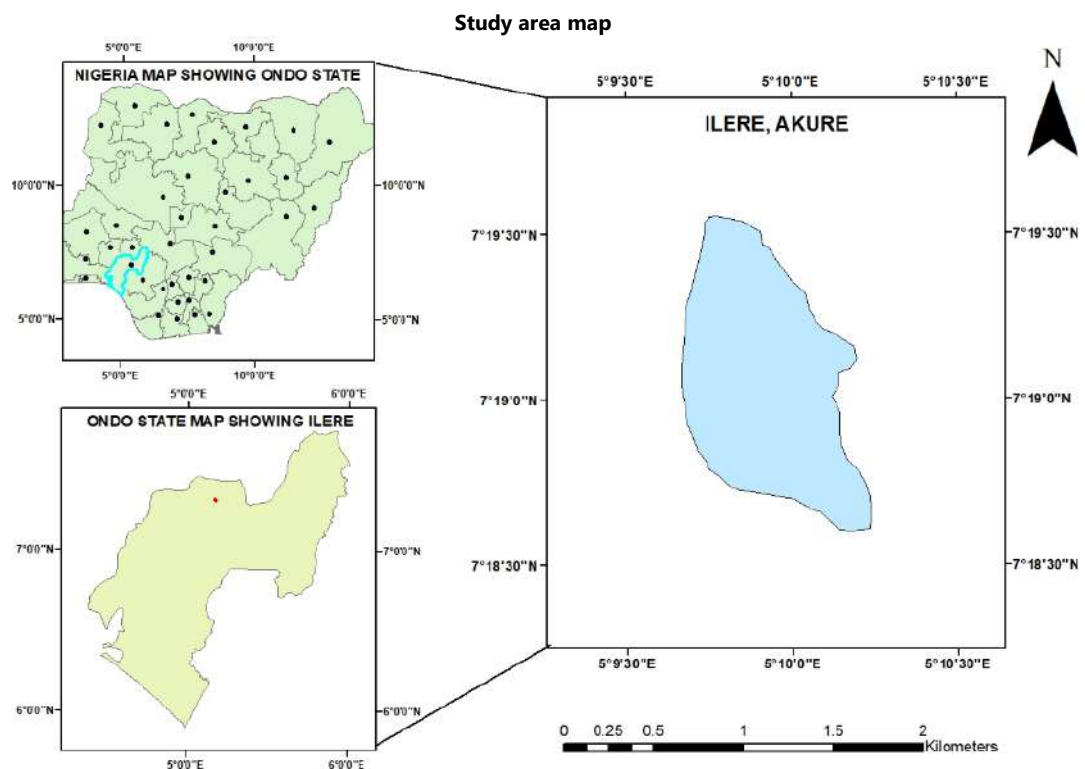 Study area map
5°0'0"E 10°0'0"E
NIGERIA MAP SHOWING ONDO STATE
10°0'0"N 10°0'0"N
5°0'0"N 5°0'0"N
5°0'0"E 10°0'0"E
5°0'0"E 6°0'0"E
ONDO STATE MAP SHOWING ILERE
7°0'0"N 7°0'0"N
6°0'0"N 6°0'0"N
5°0'0"E 6°0'0"E
N
5°9'30"E 5°10'0"E 5°10'30"E
ILERE, AKURE
7°19'30"N 7°19'30"N
7°19'0"N 7°19'0"N
7°18'30"N 7°18'30"N
5°9'30"E 5°10'0"E 5°10'30"E
0 0.25 0.5 1 1.5 2
Kilometers